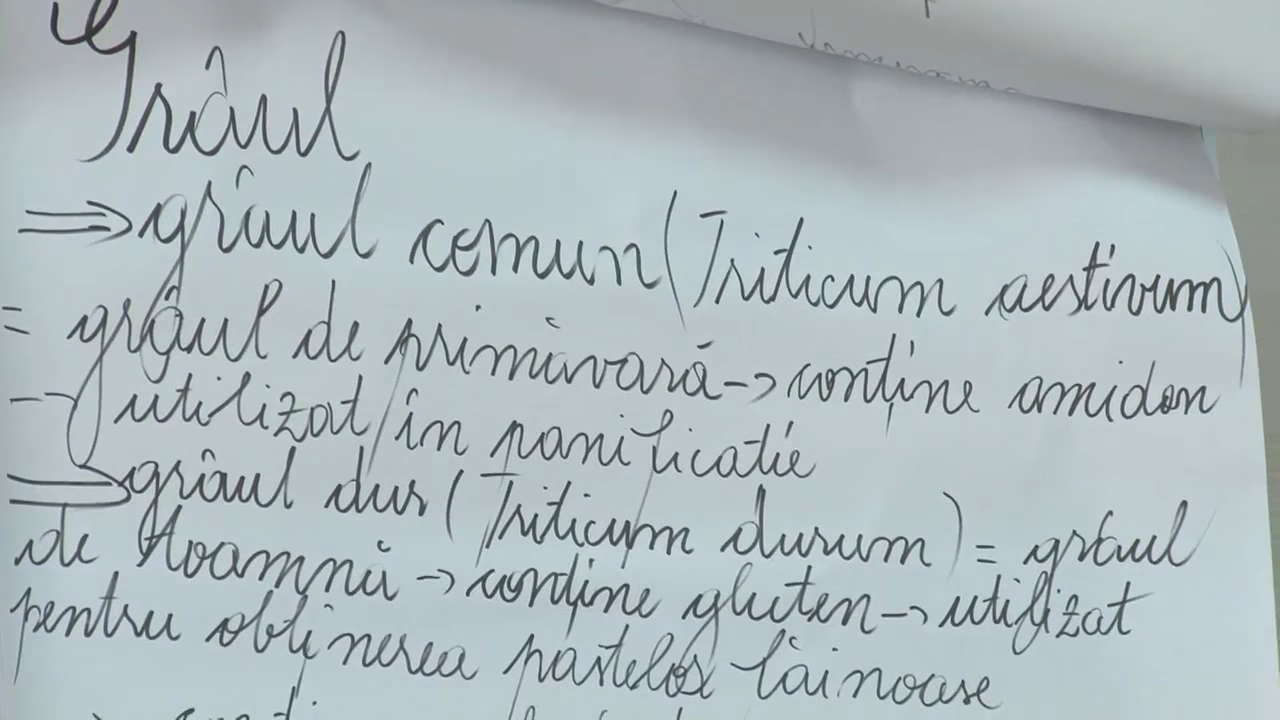 Grâul
⇒ grâul comun (Triticum aestivum)
= grâul de primăvară -> conține amidon
-> utilizat în panificație
⇒ grâul dur (Triticum durum) = grâul
de toamnă -> conține gluten -> utilizat
pentru obținerea pastelor făinoase